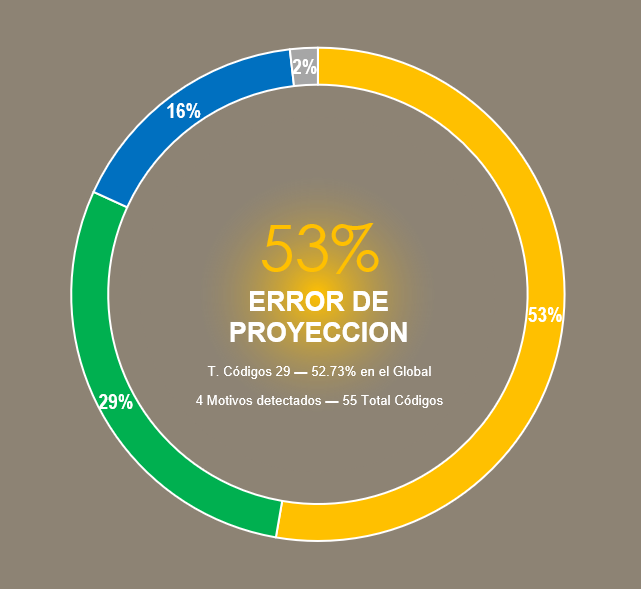 2%
16%
53%
ERROR DE
PROYECCION
53%
T. Códigos 29 — 52.73% en el Global
29%
4 Motivos detectados — 55 Total Códigos